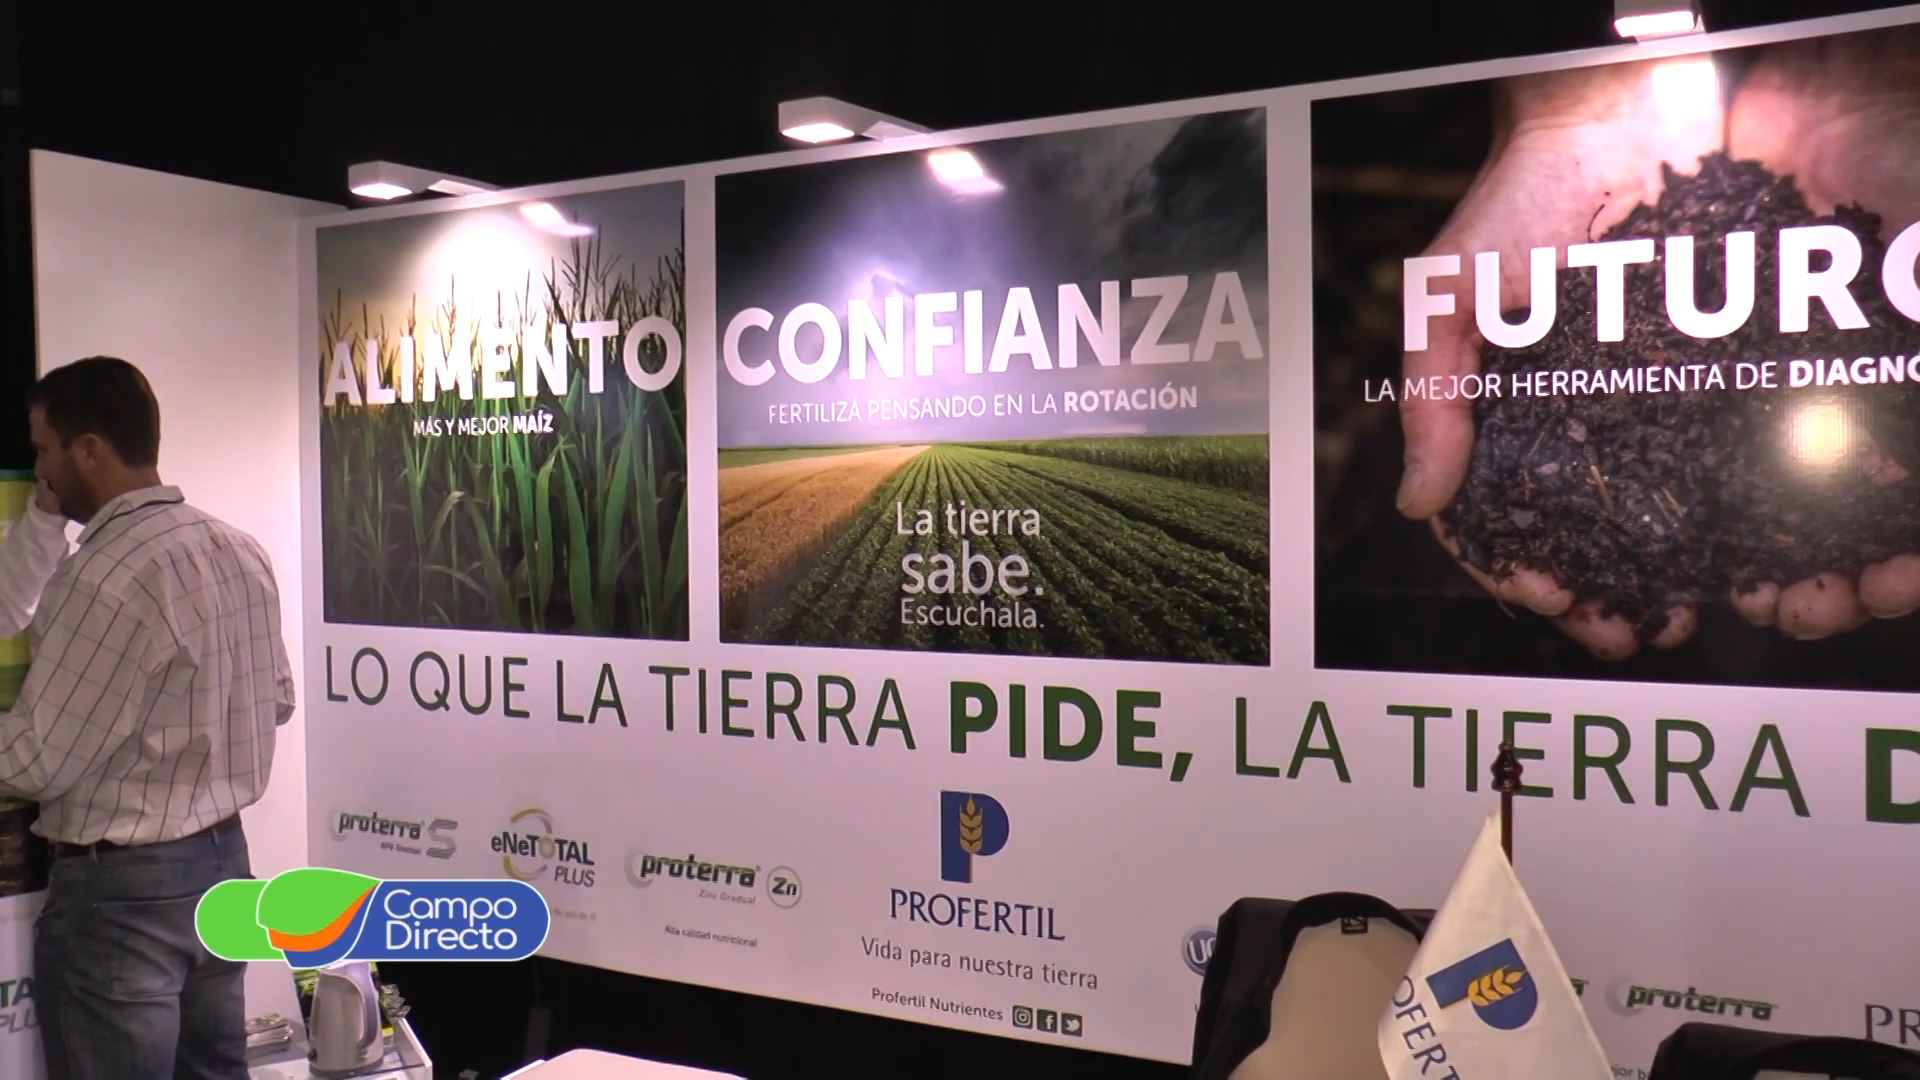 ALIMENTO
MÁS Y MEJOR MAÍZ
CONFIANZA
FERTILIZÁ PENSANDO EN LA ROTACIÓN
La tierra
sabe.
Escuchala.
FUTURO
LA MEJOR HERRAMIENTA DE
LO QUE LA TIERRA PIDE, LA TIERRA
proterra S
eNeTOTAL
PLUS
proterra Zn
Zinc Gradual
Alta calidad nutricional
PROFERTIL
Vida para nuestra tierra
Profertil Nutrientes
proterra
Campo
Directo